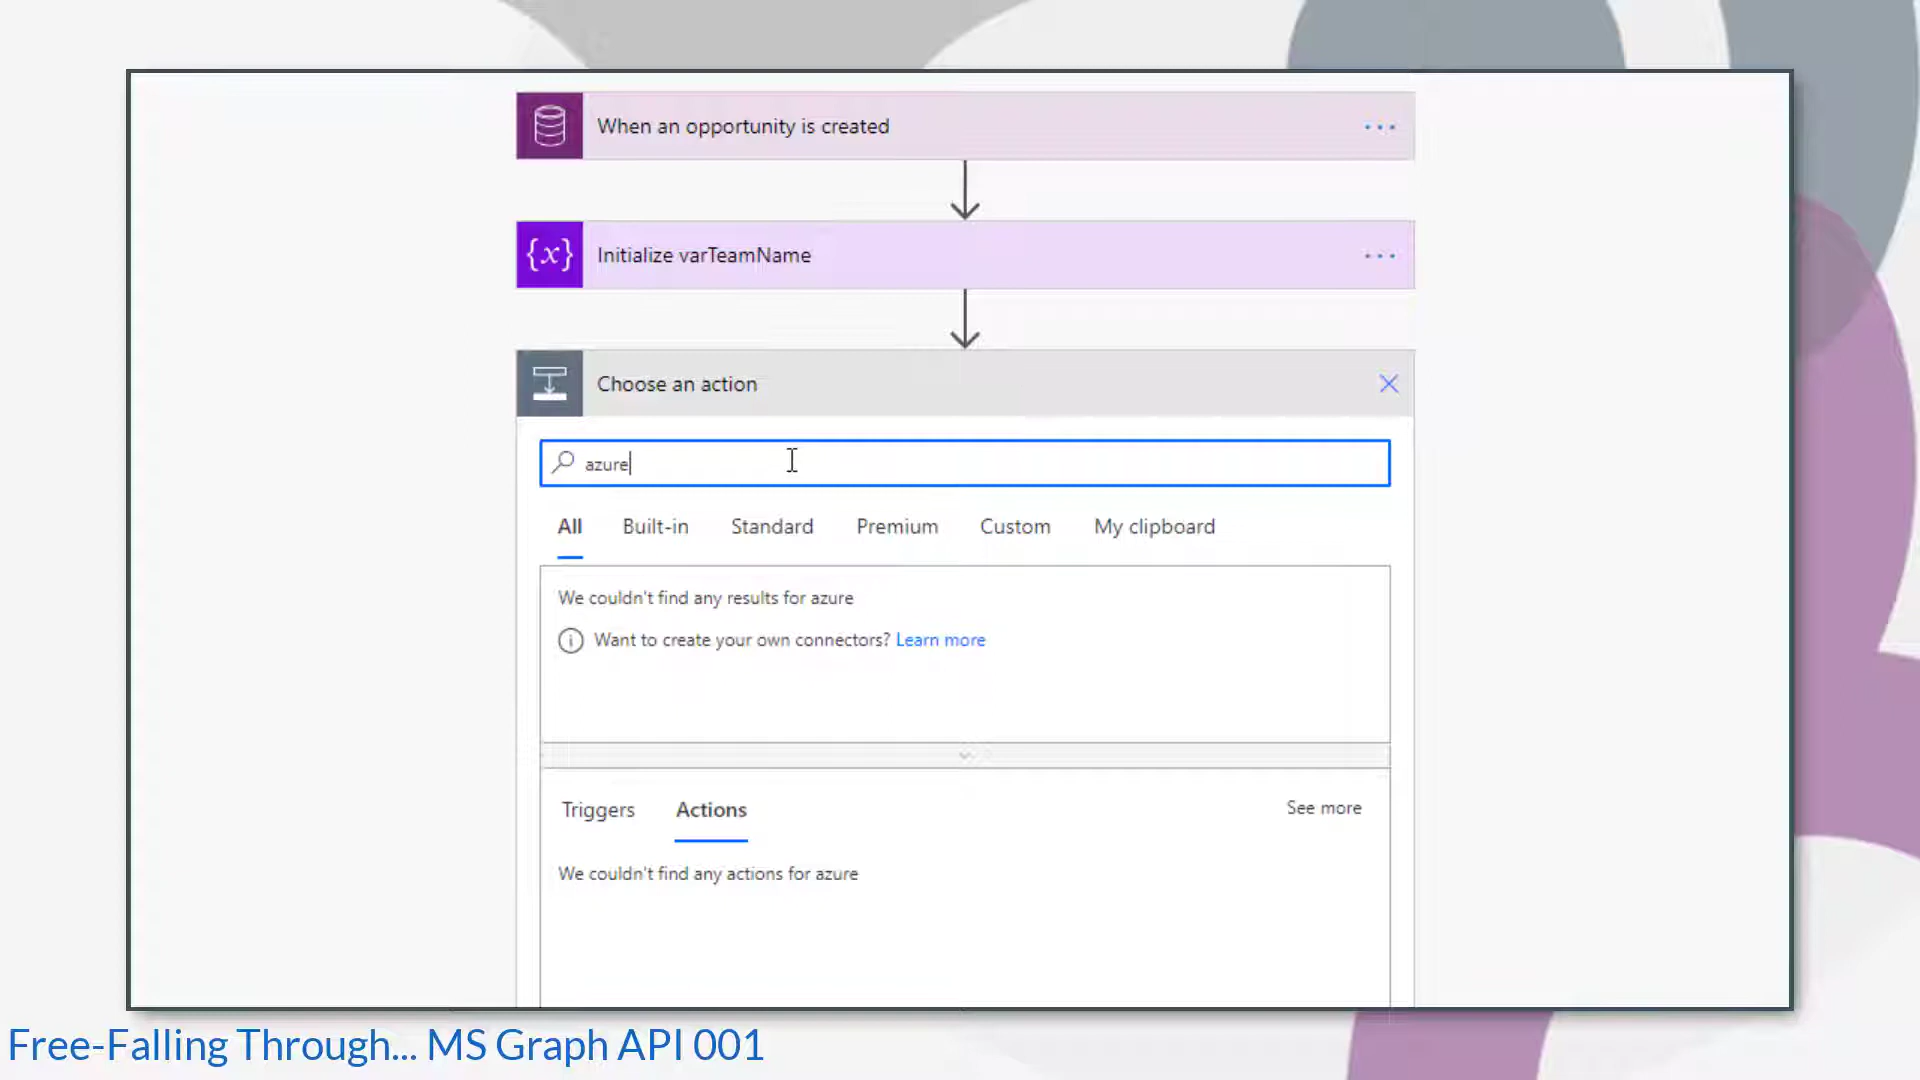 When an opportunity is created
{x} Initialize varTeamName
Choose an action
azure
All Built-in Standard Premium Custom My clipboard
We couldn't find any results for azure
Want to create your own connectors? Learn more
Triggers Actions See more
We couldn't find any actions for azure
Free-Falling Through... MS Graph API 001